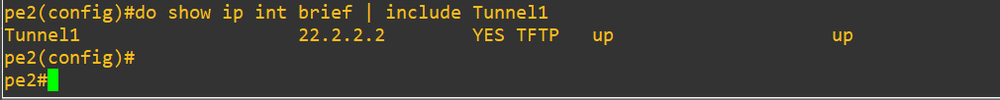 pe2(config)#do show ip int brief | include Tunnel1
Tunnel1                22.2.2.2        YES TFTP   up                    up
pe2(config)#
pe2#